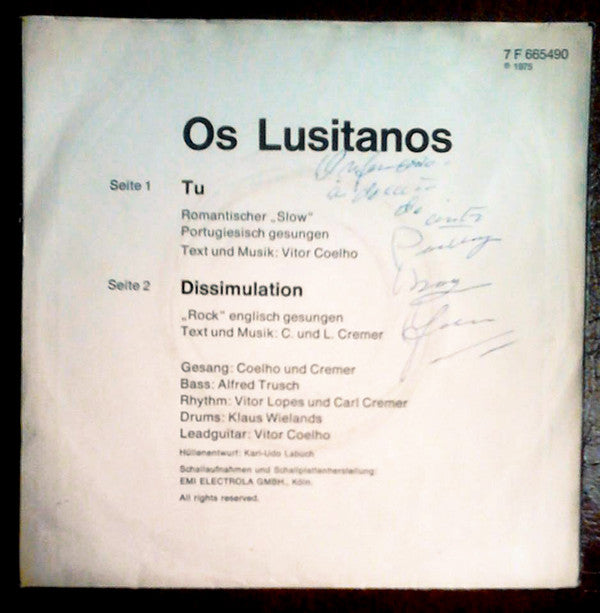 7 F 665490
℗ 1975
Os Lusitanos
Seite 1 Tu
Romantischer „Slow"
Portugiesisch gesungen
Text und Musik: Vitor Coelho
Seite 2 Dissimulation
„Rock" englisch gesungen
Text und Musik: C. und L. Cremer
Gesang: Coelho und Cremer
Bass: Alfred Trusch
Rhythm: Vitor Lopes und Carl Cremer
Drums: Klaus Wielands
Leadguitar: Vitor Coelho
Hüllenentwurf: Karl-Udo Labuch
Schallaufnahmen und Schallplattenherstellung:
EMI ELECTROLA GMBH., Köln.
All rights reserved.